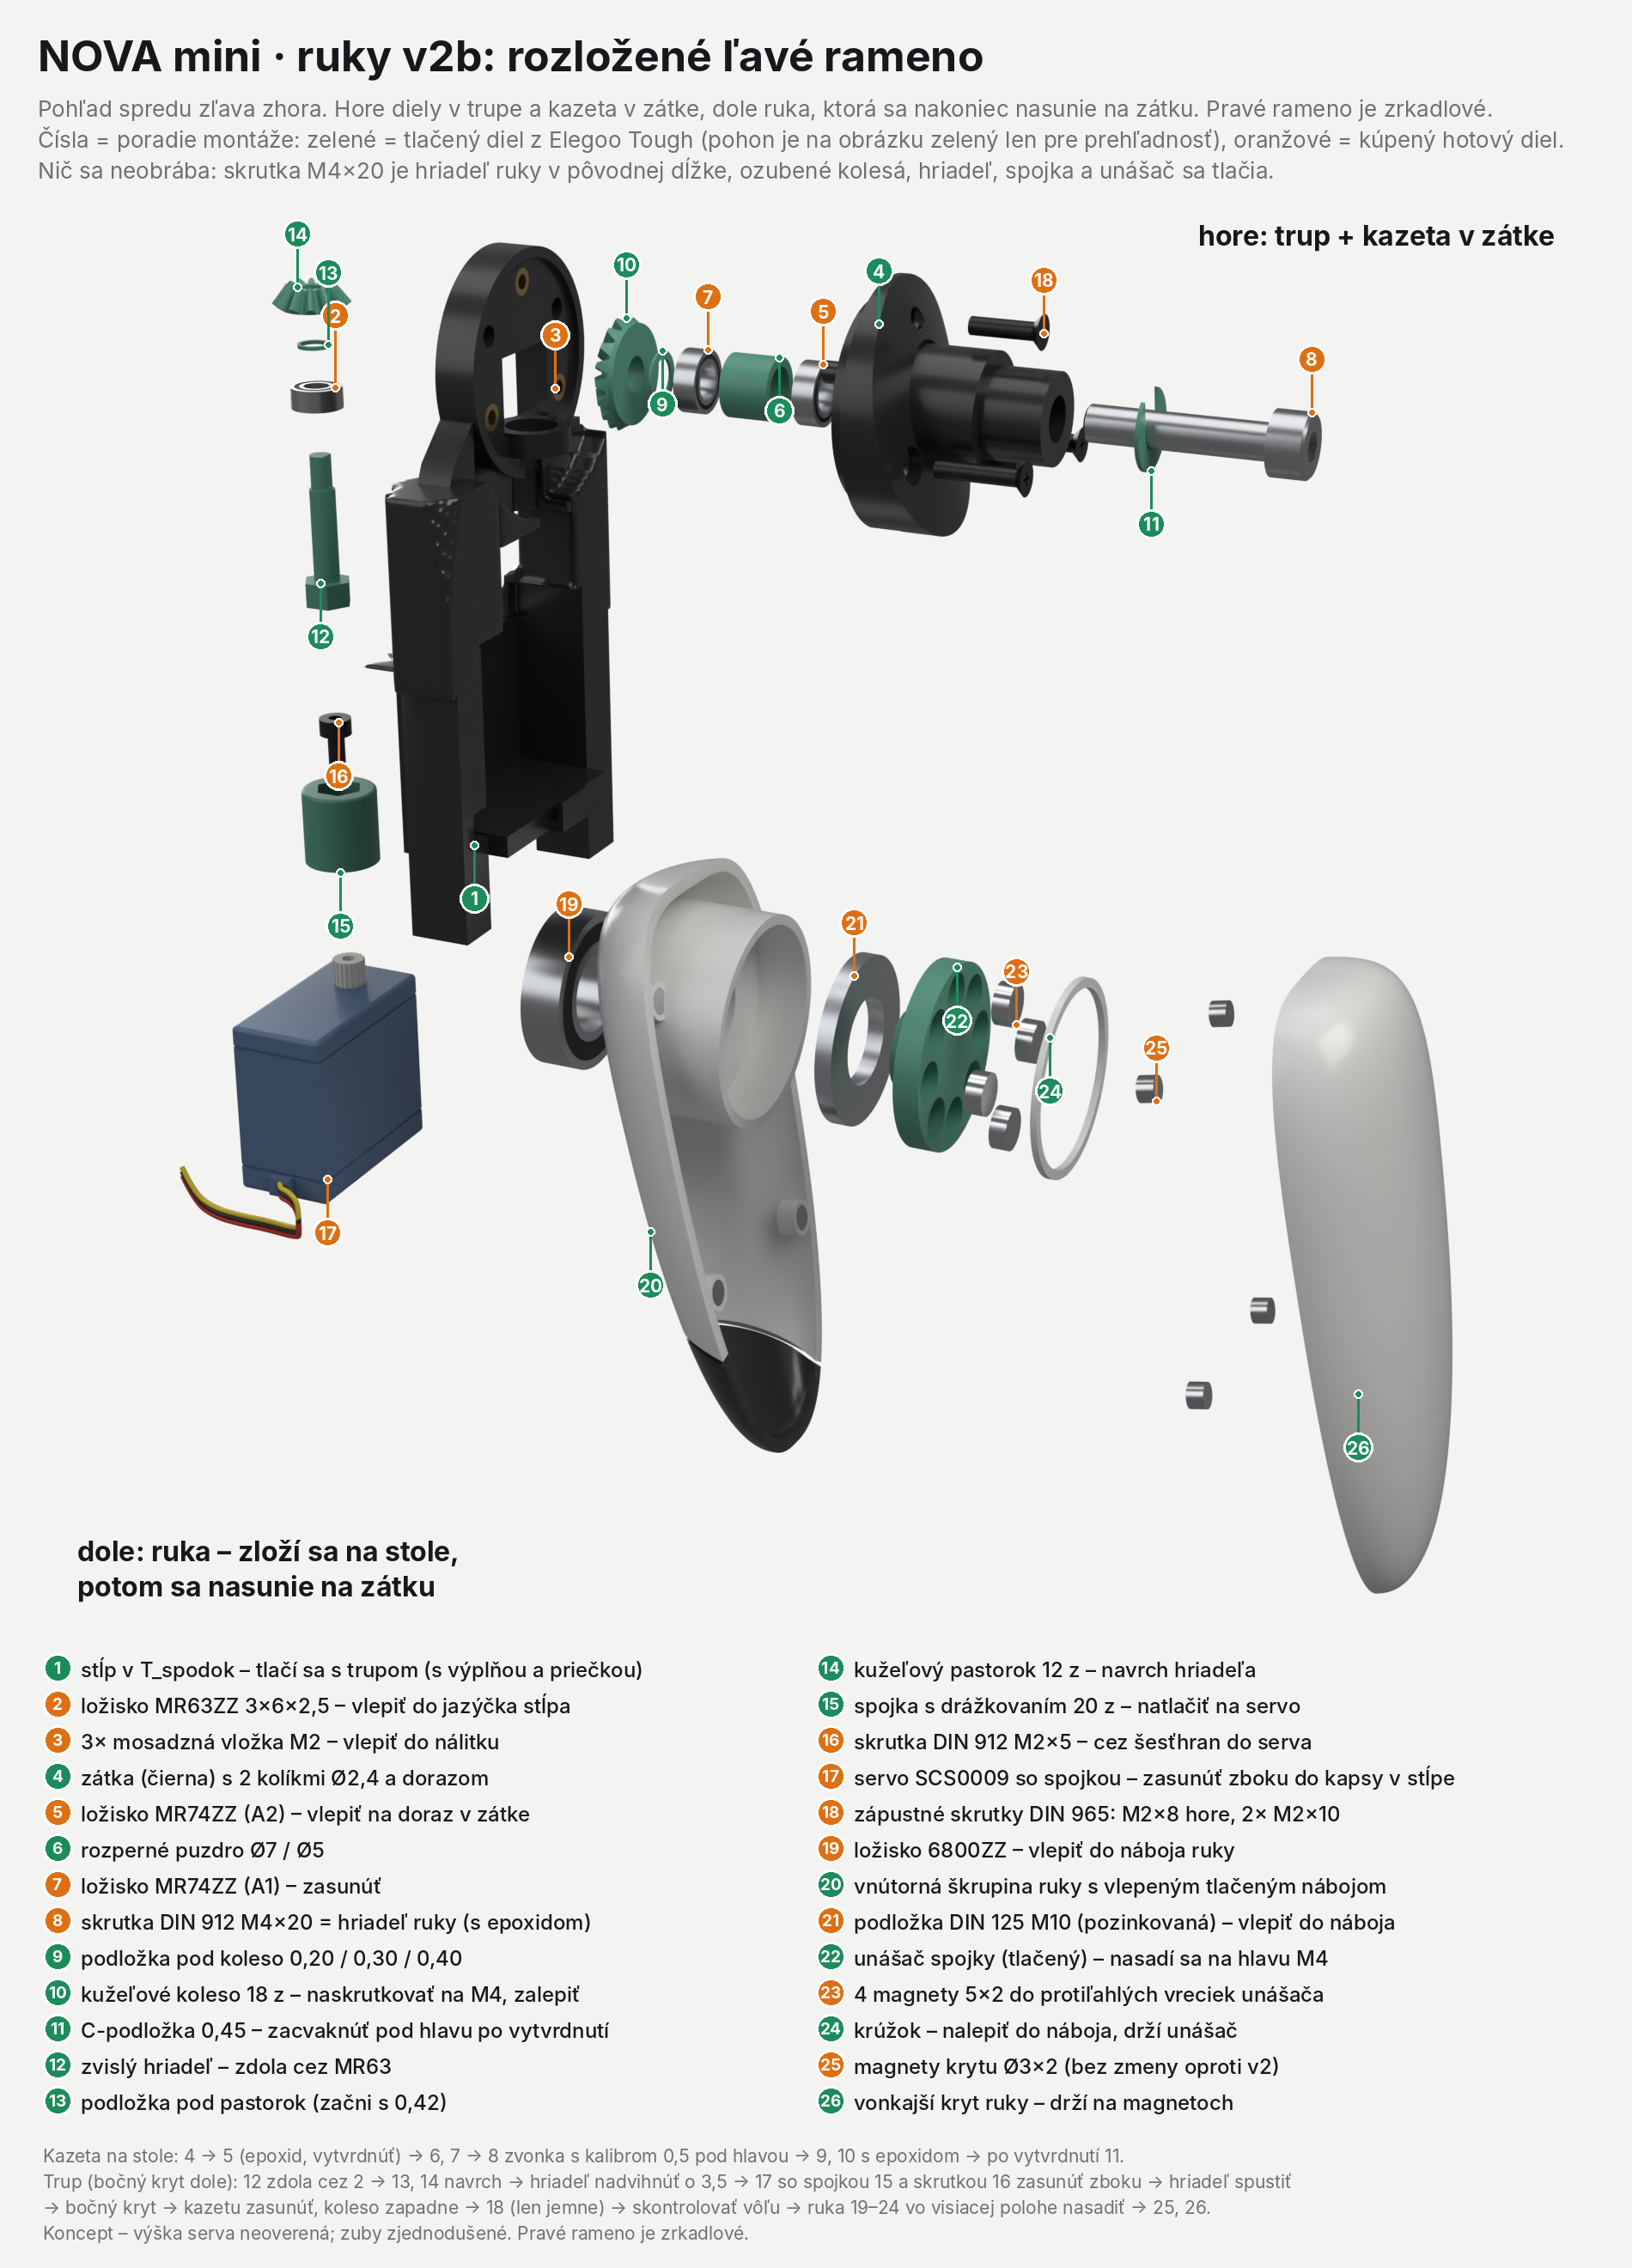 NOVA mini · ruky v2b: rozložené ľavé rameno
Pohľad spredu zľava zhora. Hore diely v trupe a kazeta v zátke, dole ruka, ktorá sa nakoniec nasunie na zátku. Pravé rameno je zrkadlové.
Čísla = poradie montáže: zelené = tlačený diel z Elegoo Tough (pohon je na obrázku zelený len pre prehľadnosť), oranžové = kúpený hotový diel.
Nič sa neobrába: skrutka M4×20 je hriadeľ ruky v pôvodnej dĺžke, ozubené kolesá, hriadeľ, spojka a unášač sa tlačia.
hore: trup + kazeta v zátke
14
13
2
3
10
7
5
4
18
8
9
6
11
12
16
15
1
19
21
23
22
25
24
17
20
26
dole: ruka – zloží sa na stole,
potom sa nasunie na zátku
1 stĺp v T_spodok – tlačí sa s trupom (s výplňou a priečkou)
2 ložisko MR63ZZ 3×6×2,5 – vlepiť do jazýčka stĺpa
3 3× mosadzná vložka M2 – vlepiť do nálitku
4 zátka (čierna) s 2 kolíkmi Ø2,4 a dorazom
5 ložisko MR74ZZ (A2) – vlepiť na doraz v zátke
6 rozperné puzdro Ø7 / Ø5
7 ložisko MR74ZZ (A1) – zasunúť
8 skrutka DIN 912 M4×20 = hriadeľ ruky (s epoxidom)
9 podložka pod koleso 0,20 / 0,30 / 0,40
10 kužeľové koleso 18 z – naskrutkovať na M4, zalepiť
11 C-podložka 0,45 – zacvaknúť pod hlavu po vytvrdnutí
12 zvislý hriadeľ – zdola cez MR63
13 podložka pod pastorok (začni s 0,42)
14 kužeľový pastorok 12 z – navrch hriadeľa
15 spojka s drážkovaním 20 z – natlačiť na servo
16 skrutka DIN 912 M2×5 – cez šesťhran do serva
17 servo SCS0009 so spojkou – zasunúť zboku do kapsy v stĺpe
18 zápustné skrutky DIN 965: M2×8 hore, 2× M2×10
19 ložisko 6800ZZ – vlepiť do náboja ruky
20 vnútorná škrupina ruky s vlepeným tlačeným nábojom
21 podložka DIN 125 M10 (pozinkovaná) – vlepiť do náboja
22 unášač spojky (tlačený) – nasadí sa na hlavu M4
23 4 magnety 5×2 do protiľahlých vreciek unášača
24 krúžok – nalepiť do náboja, drží unášač
25 magnety krytu Ø3×2 (bez zmeny oproti v2)
26 vonkajší kryt ruky – drží na magnetoch
Kazeta na stole: 4 → 5 (epoxid, vytvrdnúť) → 6, 7 → 8 zvonka s kalibrom 0,5 pod hlavou → 9, 10 s epoxidom → po vytvrdnutí 11.
Trup (bočný kryt dole): 12 zdola cez 2 → 13, 14 navrch → hriadeľ nadvihnúť o 3,5 → 17 so spojkou 15 a skrutkou 16 zasunúť zboku → hriadeľ spustiť
→ bočný kryt → kazetu zasunúť, koleso zapadne → 18 (len jemne) → skontrolovať vôľu → ruka 19–24 vo visiacej polohe nasadiť → 25, 26.
Koncept – výška serva neoverená; zuby zjednodušené. Pravé rameno je zrkadlové.